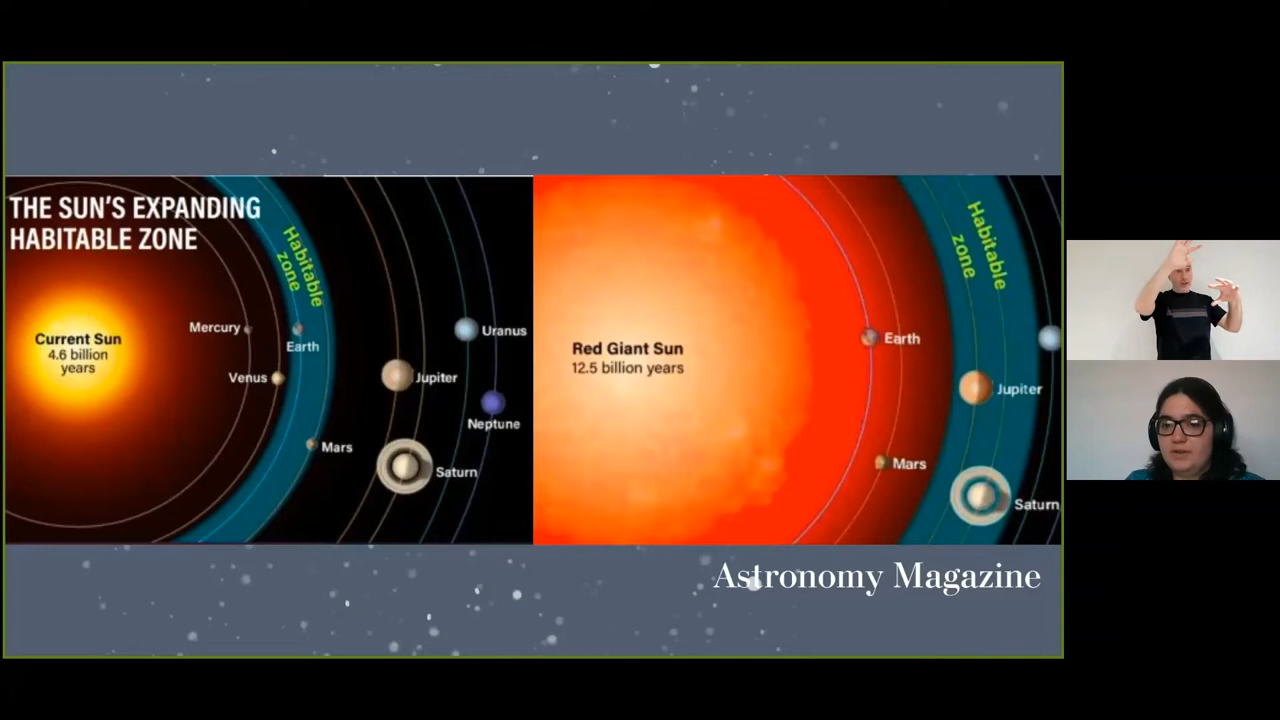 THE SUN'S EXPANDING
HABITABLE ZONE
Habitable
zone
Current Sun
4.6 billion
years
Mercury
Earth
Venus
Mars
Jupiter
Saturn
Uranus
Neptune
Habitable
zone
Red Giant Sun
12.5 billion years
Earth
Jupiter
Mars
Saturn
Astronomy Magazine